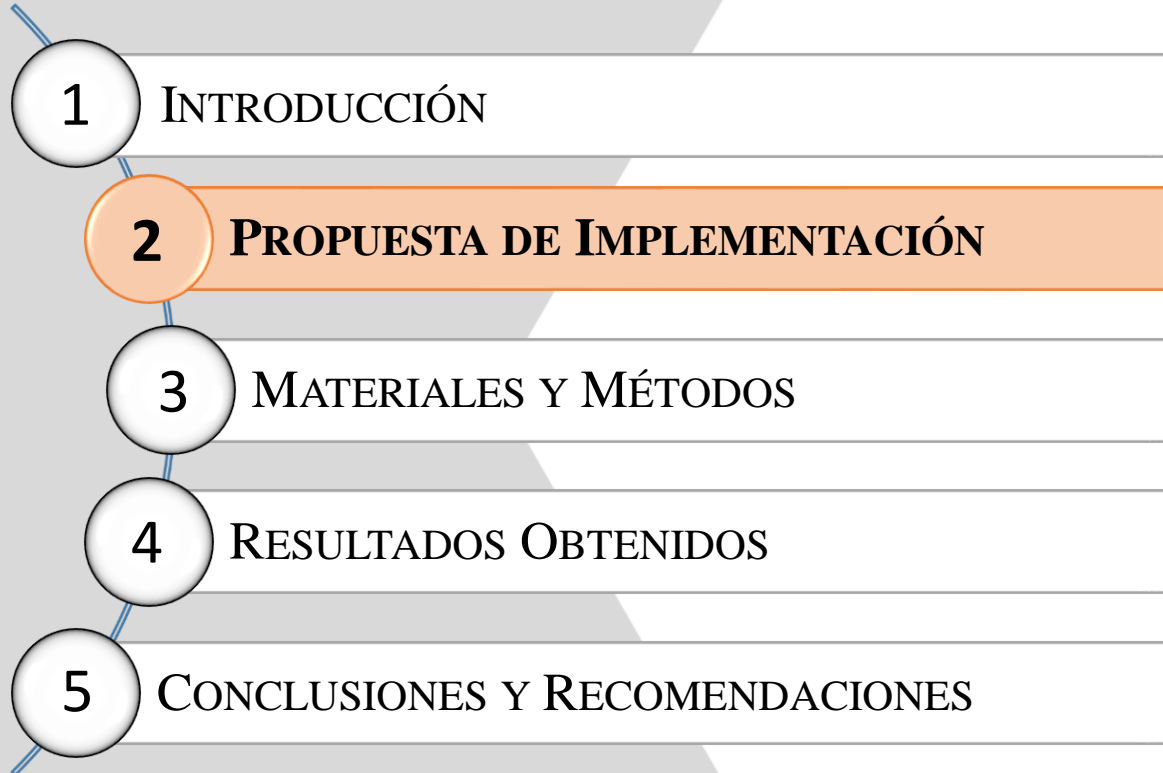 1 Introducción
2 Propuesta de Implementación
3 Materiales y Métodos
4 Resultados Obtenidos
5 Conclusiones y Recomendaciones